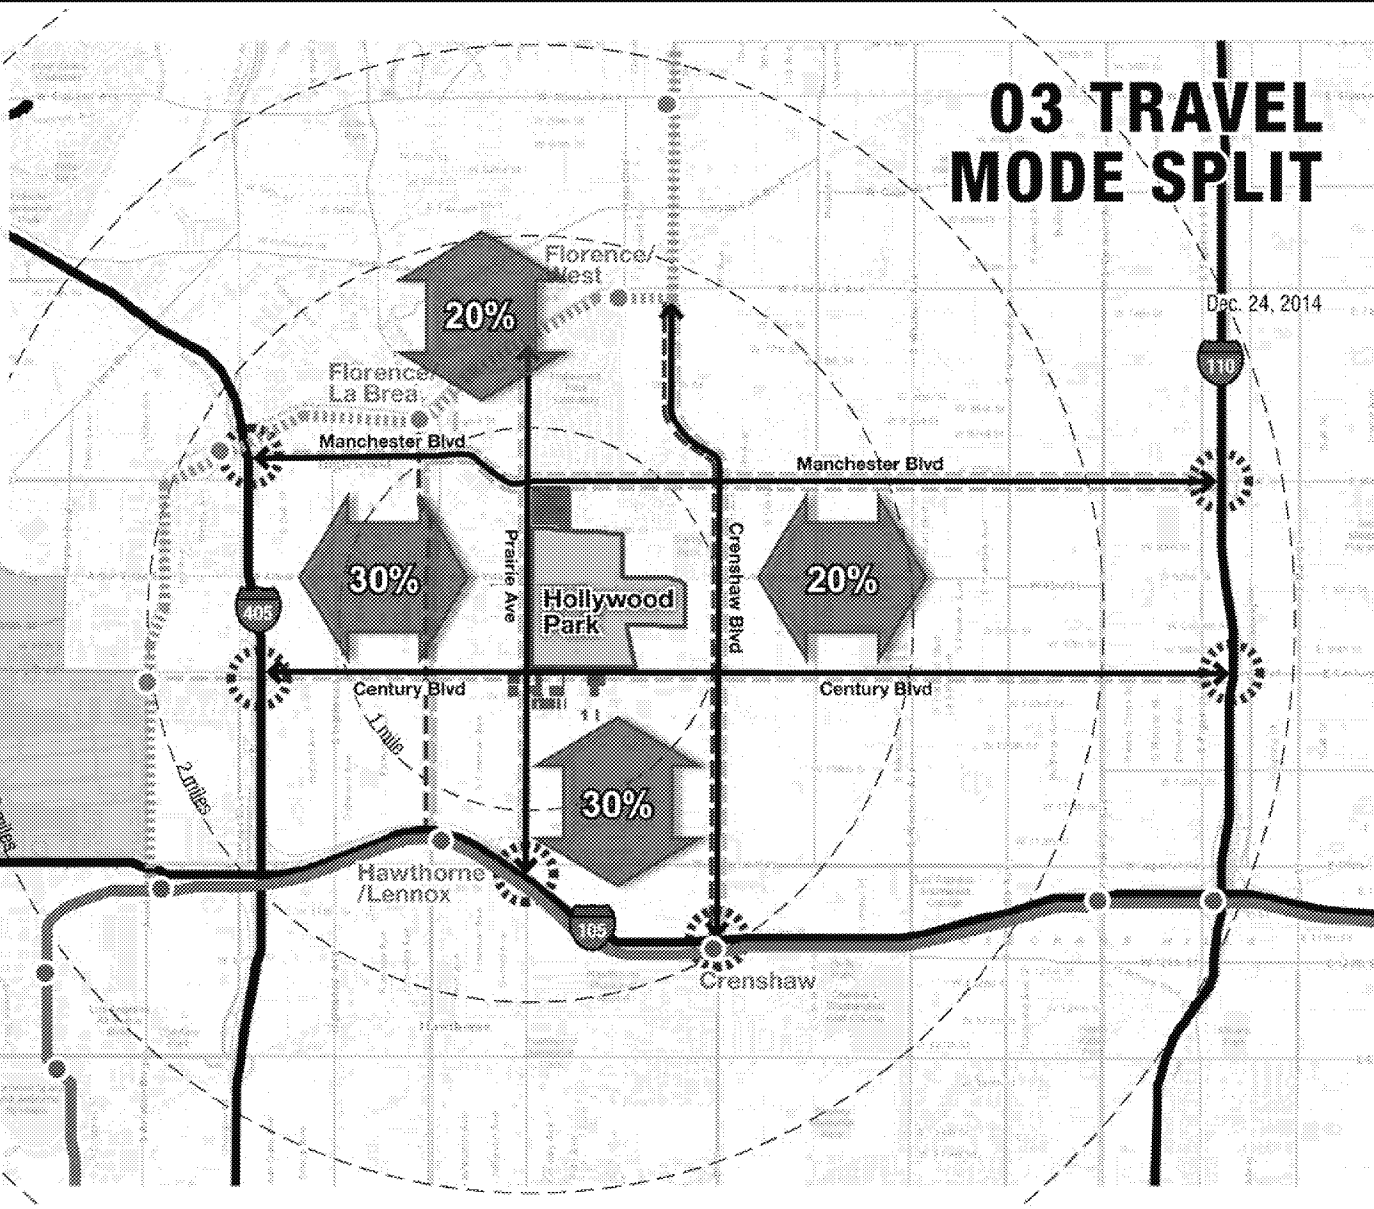 03 TRAVEL
MODE SPLIT
Dec. 24, 2014
Florence/
West
20%
110
Florence/
La Brea
Manchester Blvd
Manchester Blvd
30%
Prairie Ave
Crenshaw Blvd
20%
405
Hollywood
Park
Century Blvd
Century Blvd
1 mile
2 miles
miles
30%
Hawthorne
/Lennox
105
Crenshaw